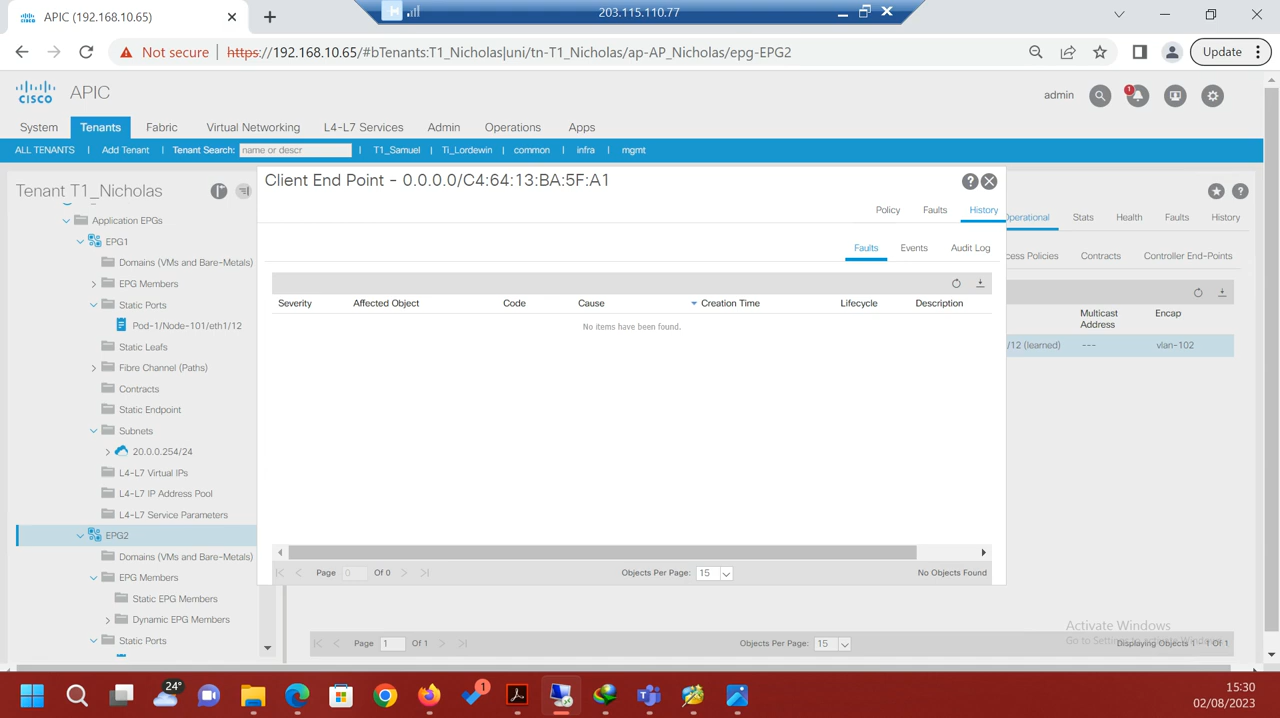 APIC (192.168.10.65)
203.115.110.77
Not secure
https://192.168.10.65/#bTenants:T1_Nicholas|uni/tn-T1_Nicholas/ap-AP_Nicholas/epg-EPG2
Update
CISCO
APIC
admin
1
System Tenants Fabric Virtual Networking L4-L7 Services Admin Operations Apps
ALL TENANTS | Add Tenant | Tenant Search: name or descr | T1_Samuel | Ti_Lordewin | common | infra | mgmt
Tenant T1_Nicholas
Application EPGs
EPG1
Domains (VMs and Bare-Metals)
EPG Members
Static Ports
Pod-1/Node-101/eth1/12
Static Leafs
Fibre Channel (Paths)
Contracts
Static Endpoint
Subnets
20.0.0.254/24
L4-L7 Virtual IPs
L4-L7 IP Address Pool
L4-L7 Service Parameters
EPG2
Domains (VMs and Bare-Metals)
EPG Members
Static EPG Members
Dynamic EPG Members
Static Ports
Client End Point - 0.0.0.0/C4:64:13:BA:5F:A1
Policy Faults History
Faults Events Audit Log
Severity Affected Object Code Cause Creation Time Lifecycle Description
No items have been found.
Page 0 Of 0 Objects Per Page: 15 No Objects Found
perational Stats Health Faults History
cess Policies Contracts Controller End-Points
Multicast Address Encap
/12 (learned) --- vlan-102
Activate Windows
Page 1 Of 1 Objects Per Page: 15 Displaying Objects 1 - 1 Of 1
24°
1
15:30
02/08/2023